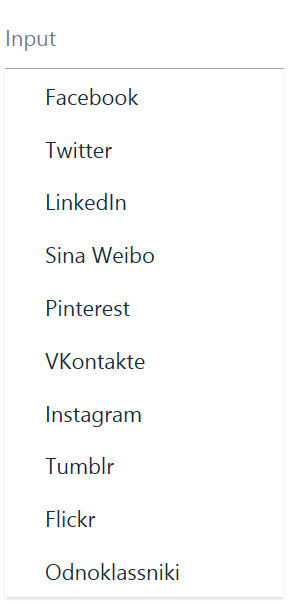 Input
Facebook
Twitter
LinkedIn
Sina Weibo
Pinterest
VKontakte
Instagram
Tumblr
Flickr
Odnoklassniki